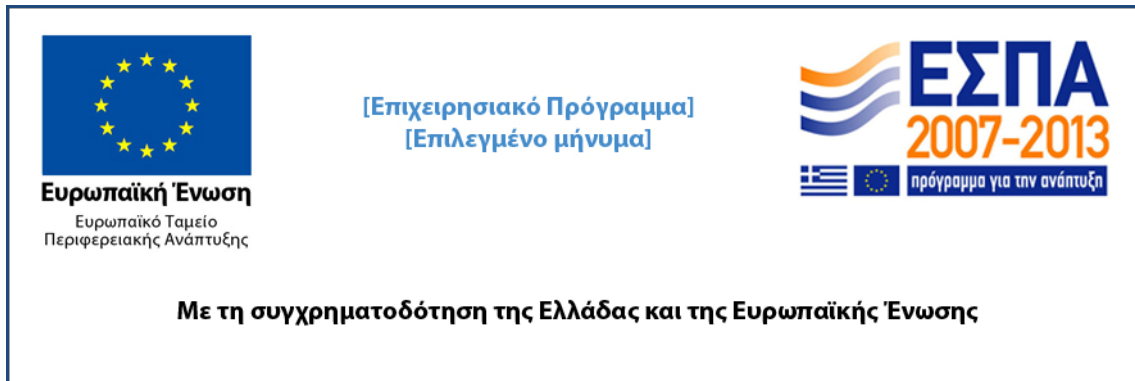 [Επιχειρησιακό Πρόγραμμα]
[Επιλεγμένο μήνυμα]
ΕΣΠΑ
2007-2013
πρόγραμμα για την ανάπτυξη
Ευρωπαϊκή Ένωση
Ευρωπαϊκό Ταμείο
Περιφερειακής Ανάπτυξης
Με τη συγχρηματοδότηση της Ελλάδας και της Ευρωπαϊκής Ένωσης